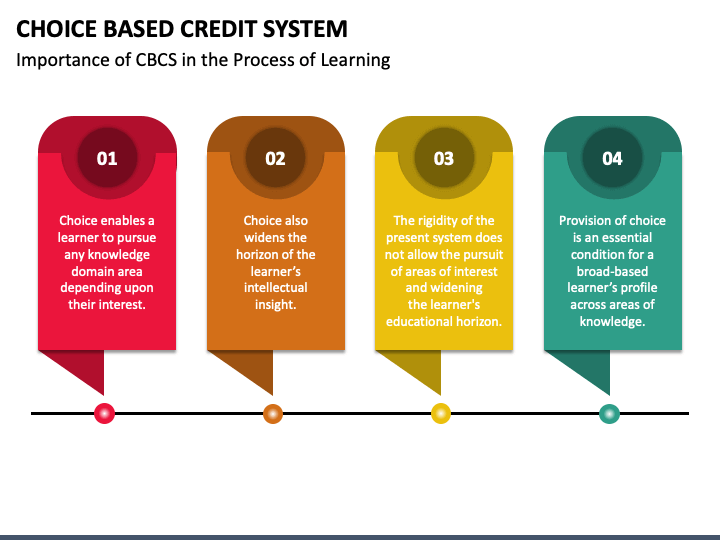 CHOICE BASED CREDIT SYSTEM
Importance of CBCS in the Process of Learning
01
Choice enables a
learner to pursue
any knowledge
domain area
depending upon
their interest.
02
Choice also
widens the
horizon of the
learner’s
intellectual
insight.
03
The rigidity of the
present system does
not allow the pursuit
of areas of interest
and widening
the learner's
educational horizon.
04
Provision of choice
is an essential
condition for a
broad-based
learner’s profile
across areas of
knowledge.